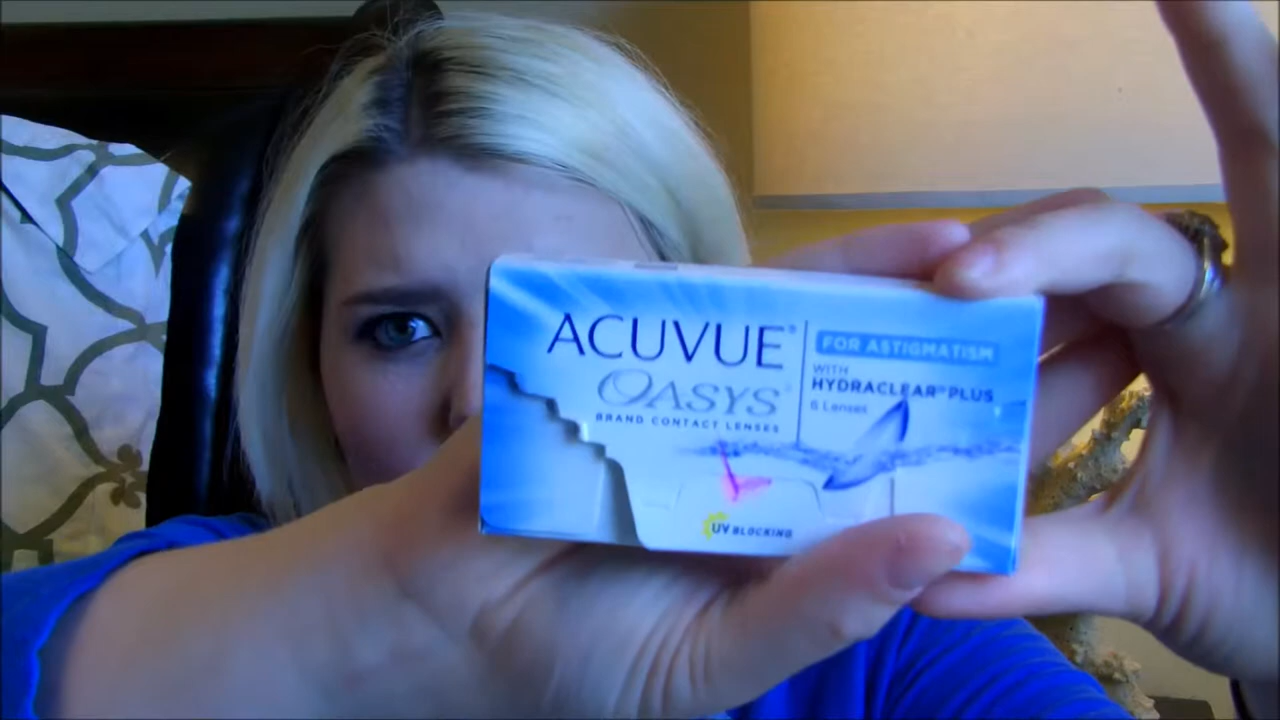 ACUVUE®
OASYS®
BRAND CONTACT LENSES
FOR ASTIGMATISM
WITH
HYDRACLEAR® PLUS
6 Lenses
UV BLOCKING